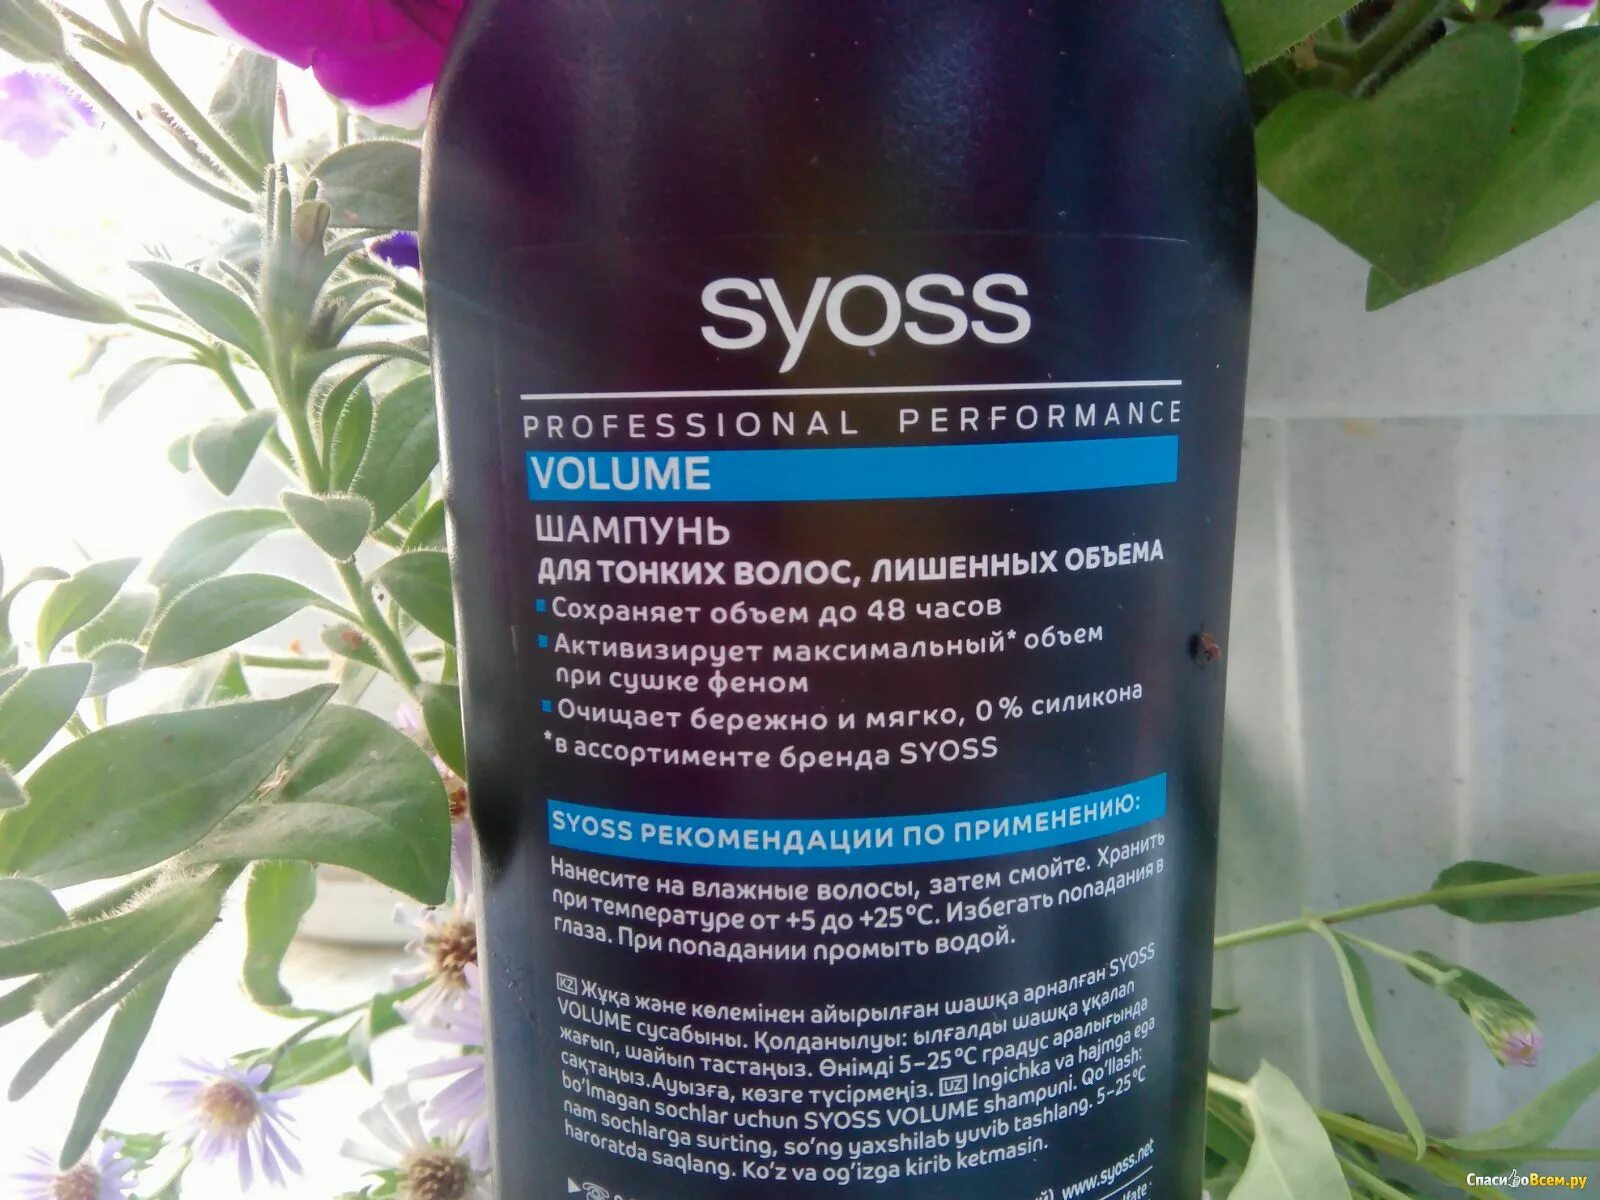 syoss
PROFESSIONAL PERFORMANCE
VOLUME
ШАМПУНЬ
ДЛЯ ТОНКИХ ВОЛОС, ЛИШЕННЫХ ОБЪЕМА
Сохраняет объем до 48 часов
Активизирует максимальный* объем
при сушке феном
Очищает бережно и мягко, 0% силикона
*в ассортименте бренда SYOSS
SYOSS РЕКОМЕНДАЦИИ ПО ПРИМЕНЕНИЮ:
Нанесите на влажные волосы, затем смойте. Хранить
при температуре от +5 до +25°C. Избегать попадания в
глаза. При попадании промыть водой.
KZ Жұқа және көлемінен айырылған шашқа арналған SYOSS
VOLUME сусабыны. Қолданылуы: ылғалды шашқа ұқалап
жағып, шайып тастаңыз. Өнімді 5–25°C градус аралығында
сақтаңыз. Ауызға, көзге түсірмеңіз. UZ Ingichka va hajmga ega
bo'lmagan sochlar uchun SYOSS VOLUME shampuni. Qo'llash:
nam sochlarga surting, so'ng yaxshilab yuvib tashlang. 5–25°C
haroratda saqlang. Ko'z va og'izga kirib ketmasin.
www.syoss.net
СпасибоВсем.ру